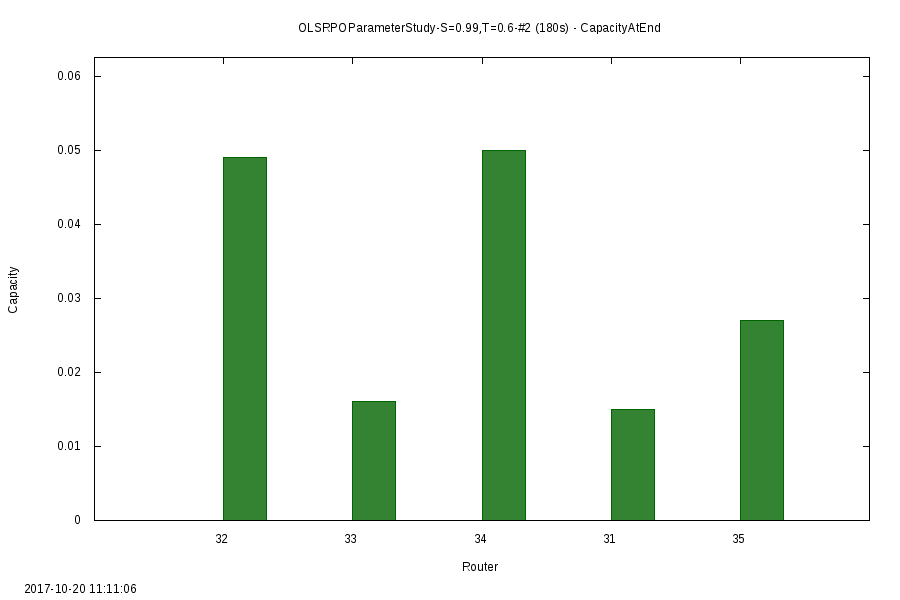 OLSRPOParameterStudy-S=0.99,T=0.6-#2 (180s) - CapacityAtEnd
0.06
0.05
0.04
0.03
0.02
0.01
0
Capacity
32 33 34 31 35
Router
2017-10-20 11:11:06